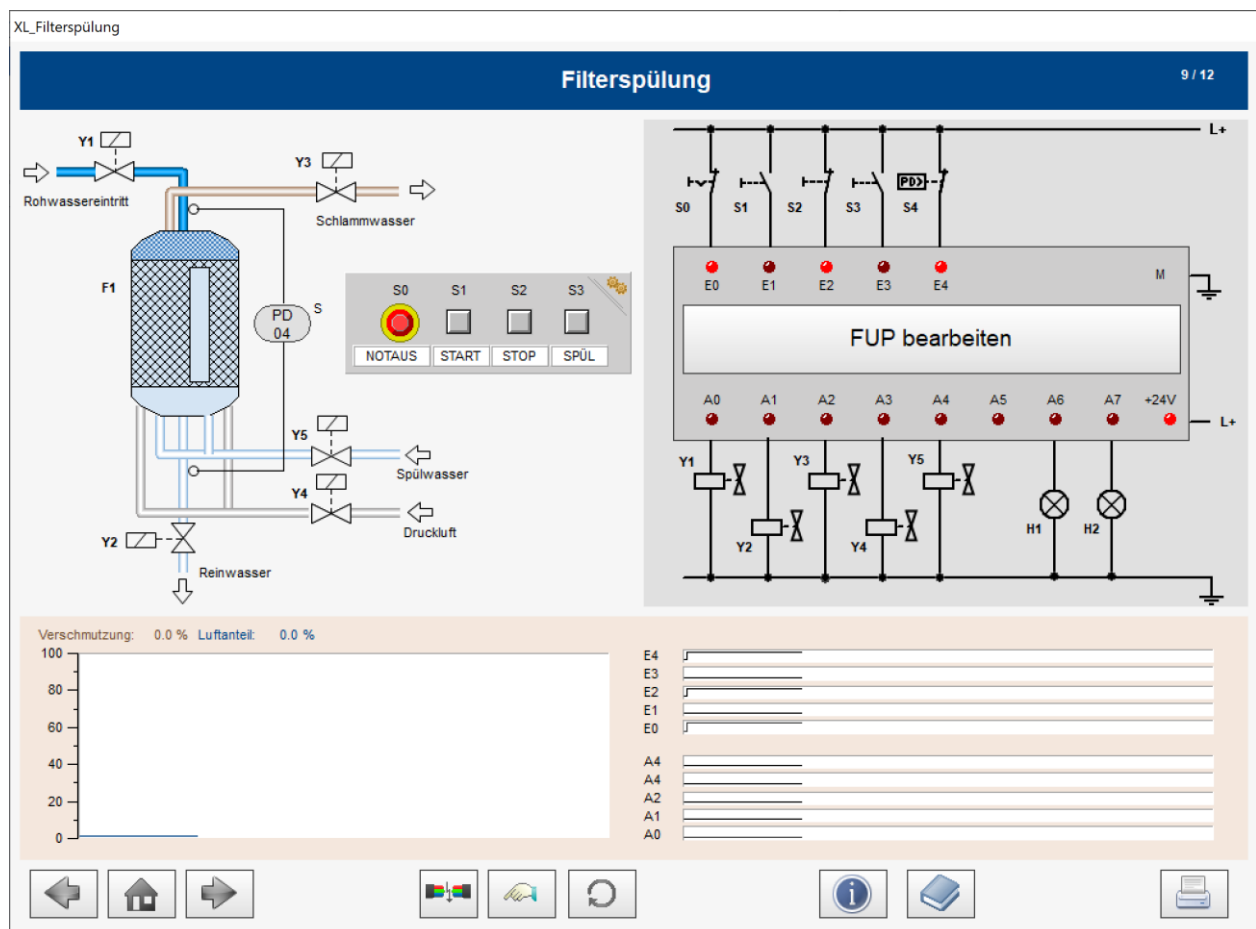 XL_Filterspülung
Filterspülung
9 / 12
Y1
Rohwassereintritt
Y3
Schlammwasser
F1
PD
04
S
S0 S1 S2 S3
NOTAUS START STOP SPÜL
Y5
Spülwasser
Y4
Druckluft
Y2
Reinwasser
L+
PD>
S0 S1 S2 S3 S4
E0 E1 E2 E3 E4
M
FUP bearbeiten
A0 A1 A2 A3 A4 A5 A6 A7 +24V
L+
Y1 Y3 Y5
Y2 Y4 H1 H2
Verschmutzung: 0.0 % Luftanteil: 0.0 %
100
80
60
40
20
0
E4
E3
E2
E1
E0
A4
A4
A2
A1
A0